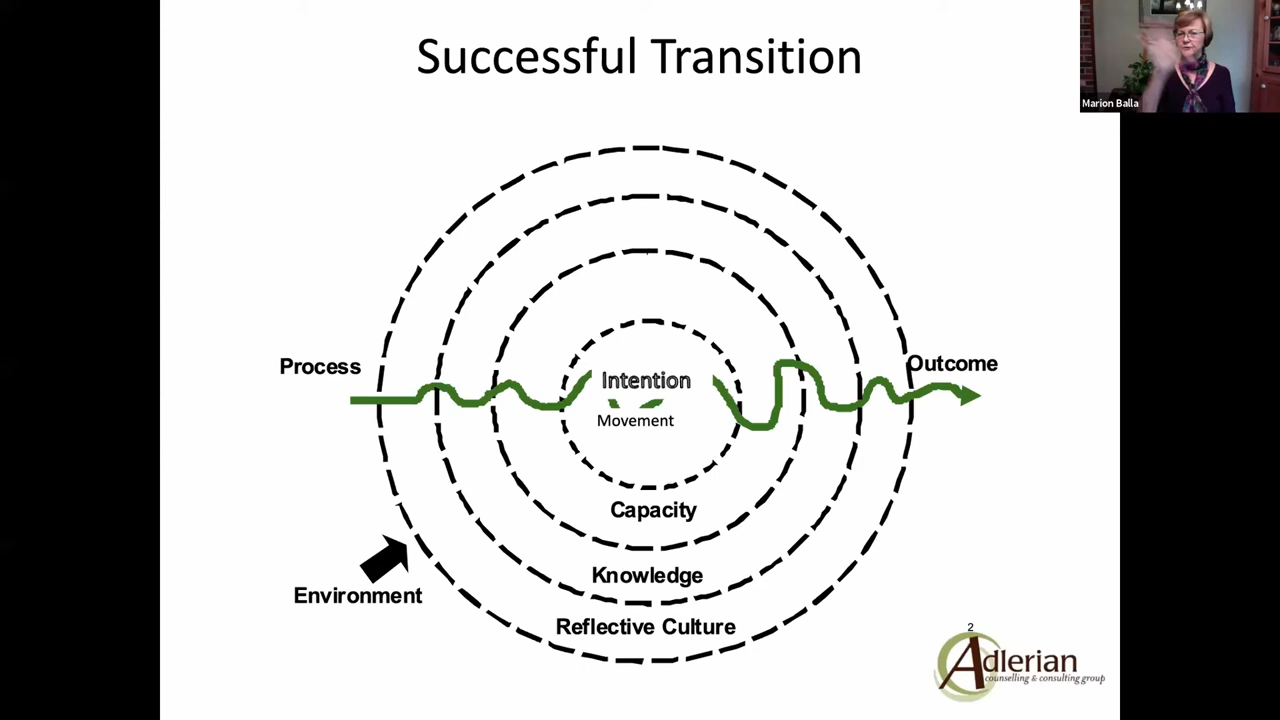 Successful Transition
Marion Balla
Process
Intention
Outcome
Movement
Capacity
Environment
Knowledge
Reflective Culture
2
Adlerian
counselling & consulting group